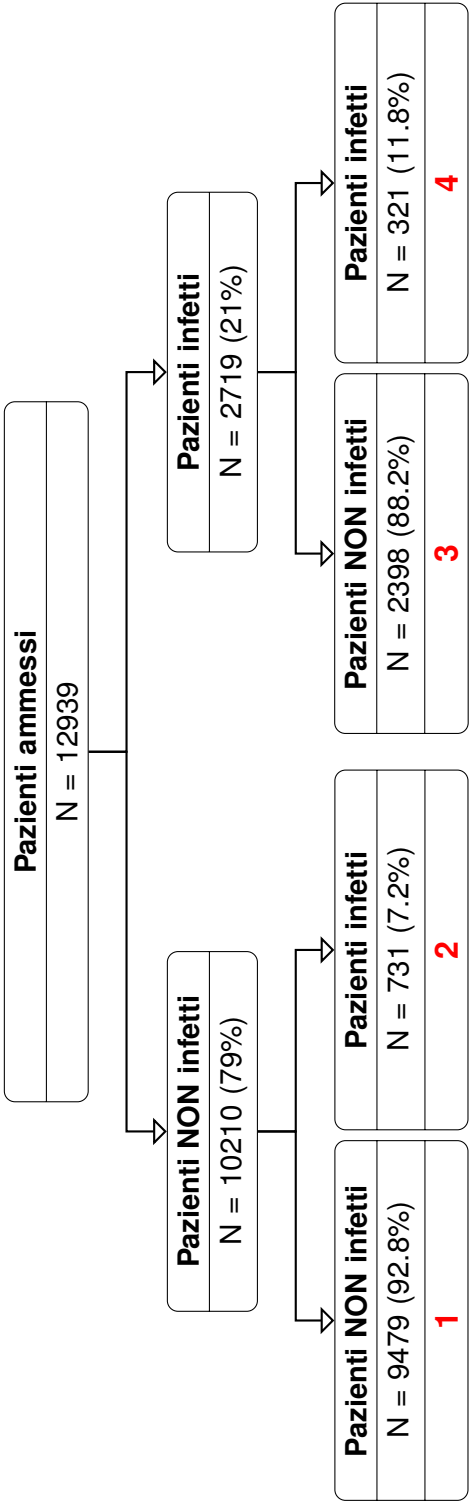 Pazienti ammessi
N = 12939
Pazienti NON infetti
N = 10210 (79%)
Pazienti infetti
N = 2719 (21%)
Pazienti NON infetti
N = 9479 (92.8%)
1
Pazienti infetti
N = 731 (7.2%)
2
Pazienti NON infetti
N = 2398 (88.2%)
3
Pazienti infetti
N = 321 (11.8%)
4